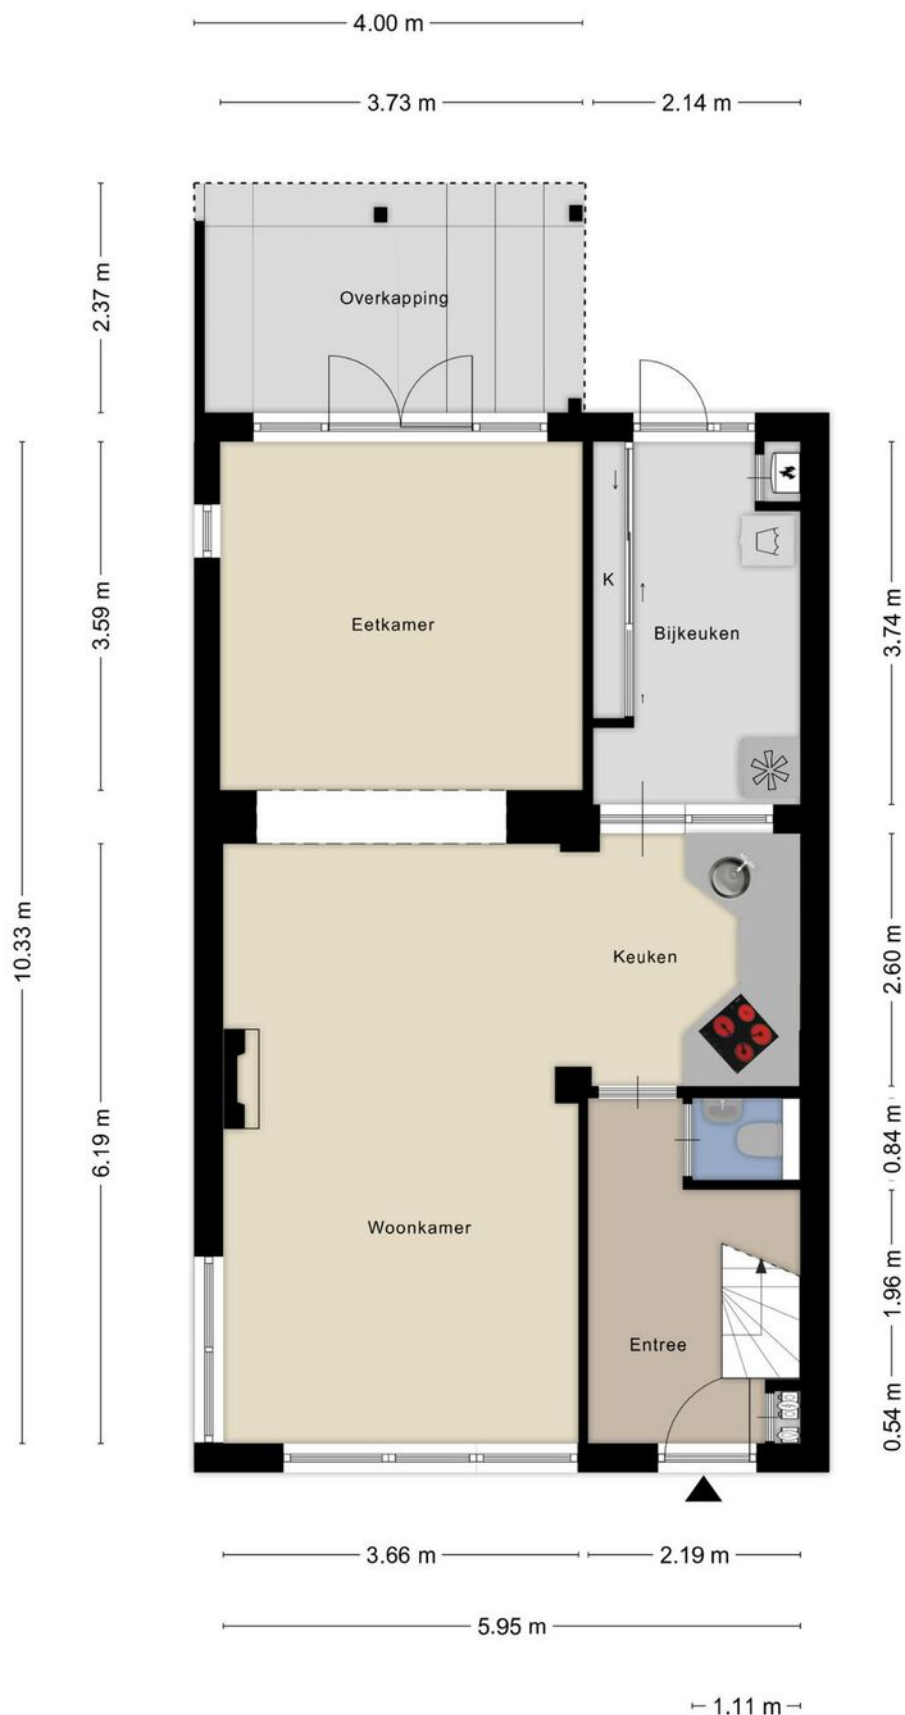 4.00 m
3.73 m
2.14 m
2.37 m
Overkapping
10.33 m
3.59 m
Eetkamer
K
Bijkeuken
3.74 m
Keuken
2.60 m
6.19 m
0.84 m
Woonkamer
1.96 m
Entree
0.54 m
3.66 m
2.19 m
5.95 m
1.11 m